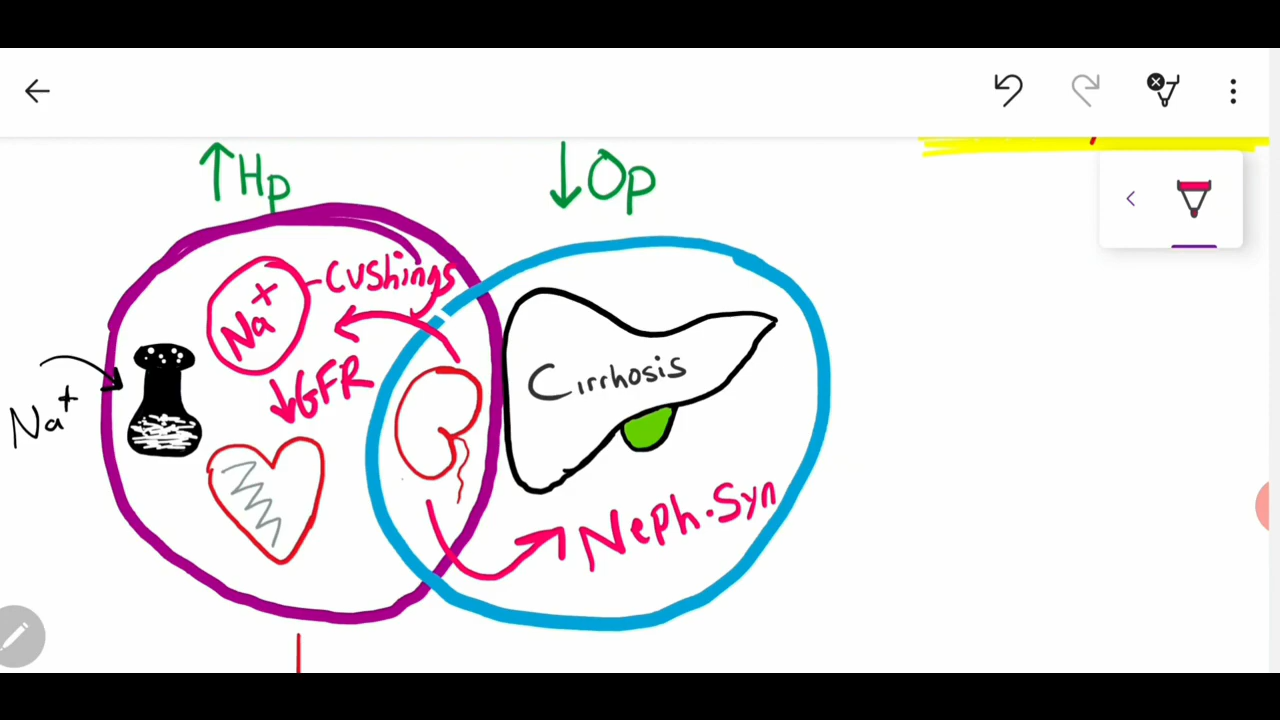 ↑Hp
↓Op
Na+
-Cushings
Na+
↓GFR
Cirrhosis
Neph.Syn